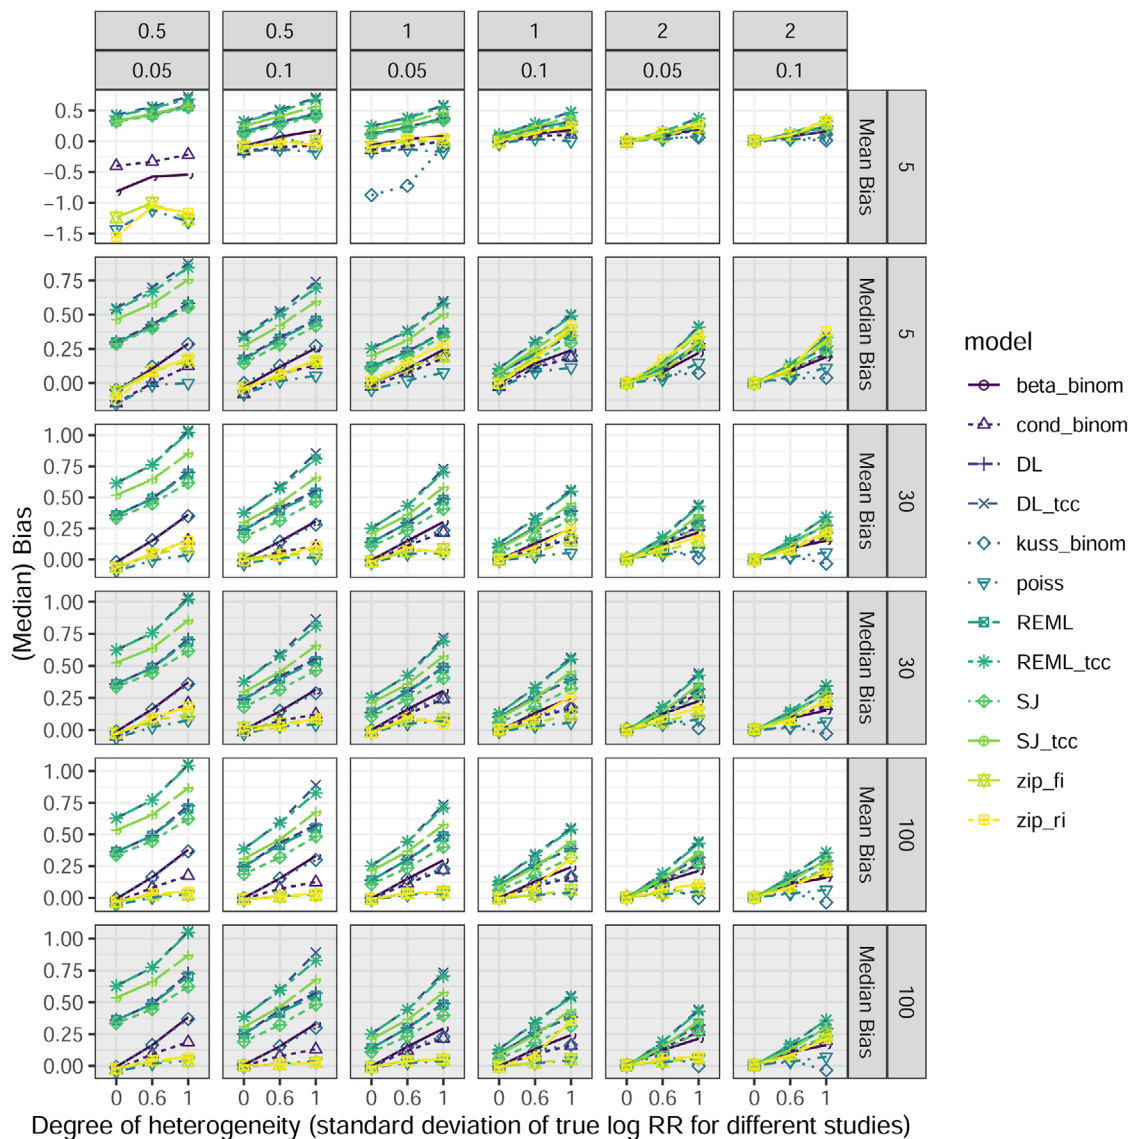 0.5 0.5 1 1 2 2
0.05 0.1 0.05 0.1 0.05 0.1
0.5
0.0
−0.5
−1.0
−1.5
Mean Bias
5
0.75
0.50
0.25
0.00
Median Bias
5
1.00
0.75
0.50
0.25
0.00
Mean Bias
30
1.00
0.75
0.50
0.25
0.00
Median Bias
30
1.00
0.75
0.50
0.25
0.00
Mean Bias
100
1.00
0.75
0.50
0.25
0.00
Median Bias
100
(Median) Bias
0 0.6 1 0 0.6 1 0 0.6 1 0 0.6 1 0 0.6 1 0 0.6 1
Degree of heterogeneity (standard deviation of true log RR for different studies)
model
beta_binom
cond_binom
DL
DL_tcc
kuss_binom
poiss
REML
REML_tcc
SJ
SJ_tcc
zip_fi
zip_ri